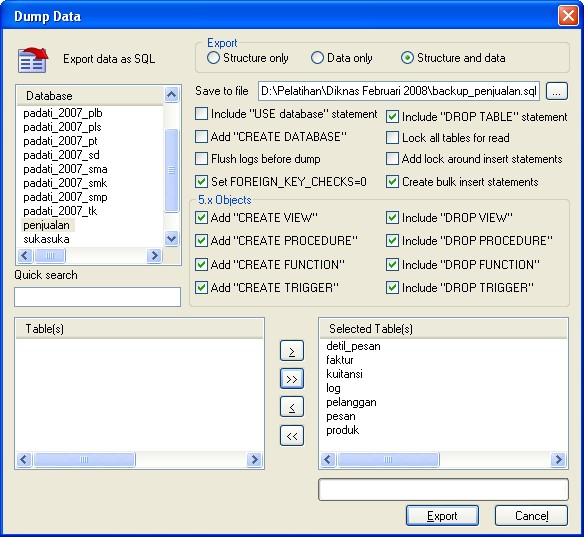 Dump Data
Export data as SQL
Export
Structure only
Data only
Structure and data
Save to file
D:\Pelatihan\Diknas Februari 2008\backup_penjualan.sql
...
Database
padati_2007_plb
padati_2007_pls
padati_2007_pt
padati_2007_sd
padati_2007_sma
padati_2007_smk
padati_2007_smp
padati_2007_tk
penjualan
sukasuka
Quick search
Include "USE database" statement
Include "DROP TABLE" statement
Add "CREATE DATABASE"
Lock all tables for read
Flush logs before dump
Add lock around insert statements
Set FOREIGN_KEY_CHECKS=0
Create bulk insert statements
5.x Objects
Add "CREATE VIEW"
Include "DROP VIEW"
Add "CREATE PROCEDURE"
Include "DROP PROCEDURE"
Add "CREATE FUNCTION"
Include "DROP FUNCTION"
Add "CREATE TRIGGER"
Include "DROP TRIGGER"
Table(s)
>
>>
<
<<
Selected Table(s)
detil_pesan
faktur
kuitansi
log
pelanggan
pesan
produk
Export
Cancel